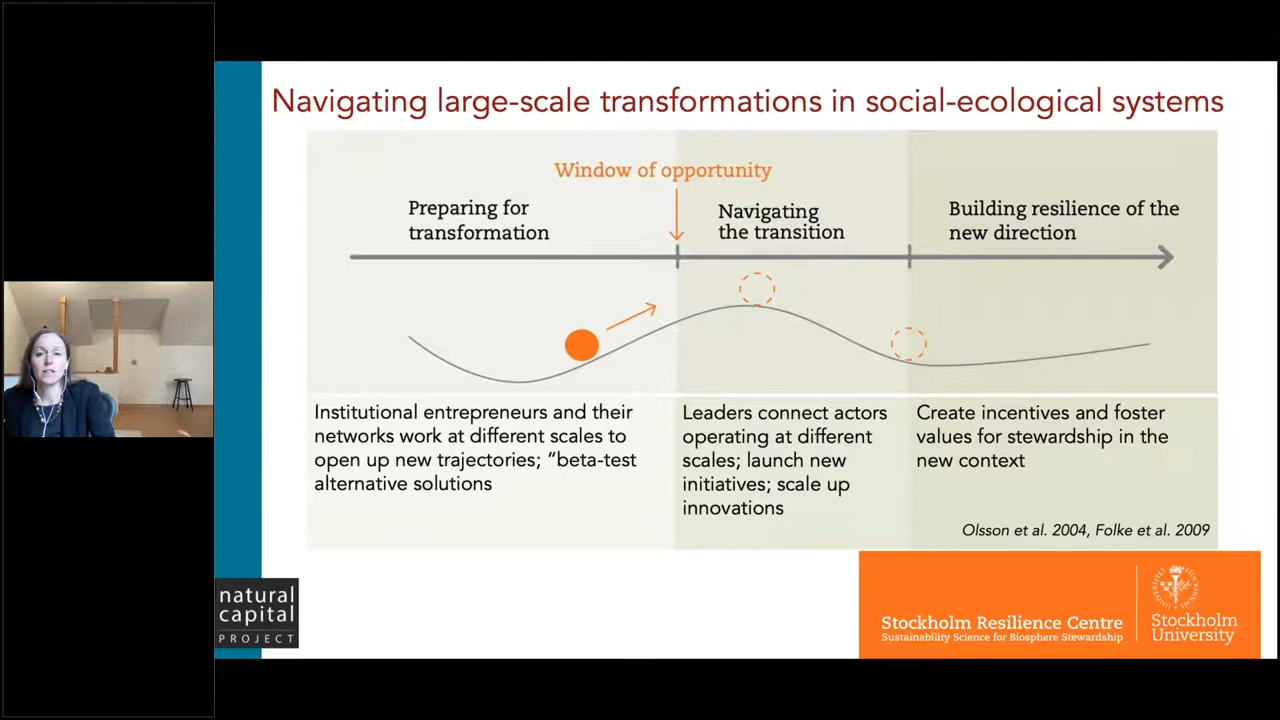 Navigating large-scale transformations in social-ecological systems
Window of opportunity
Preparing for
transformation
Navigating
the transition
Building resilience of the
new direction
Institutional entrepreneurs and their
networks work at different scales to
open up new trajectories; “beta-test
alternative solutions
Leaders connect actors
operating at different
scales; launch new
initiatives; scale up
innovations
Create incentives and foster
values for stewardship in the
new context
Olsson et al. 2004, Folke et al. 2009
natural
capital
PROJECT
Stockholm Resilience Centre
Sustainability Science for Biosphere Stewardship
Stockholm
University